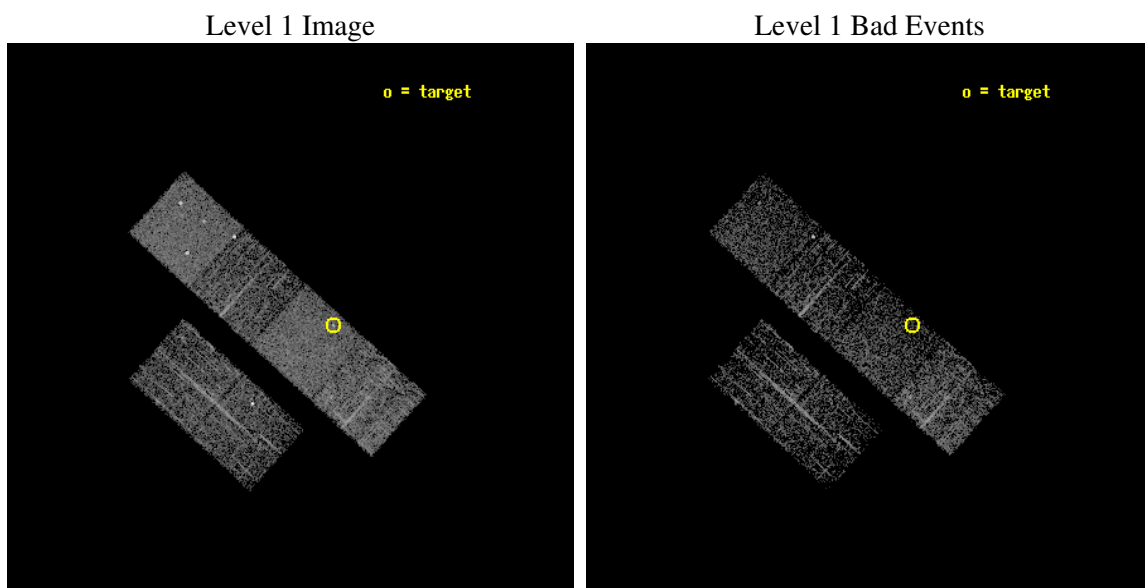 Level 1 Image
Level 1 Bad Events
o = target
o = target